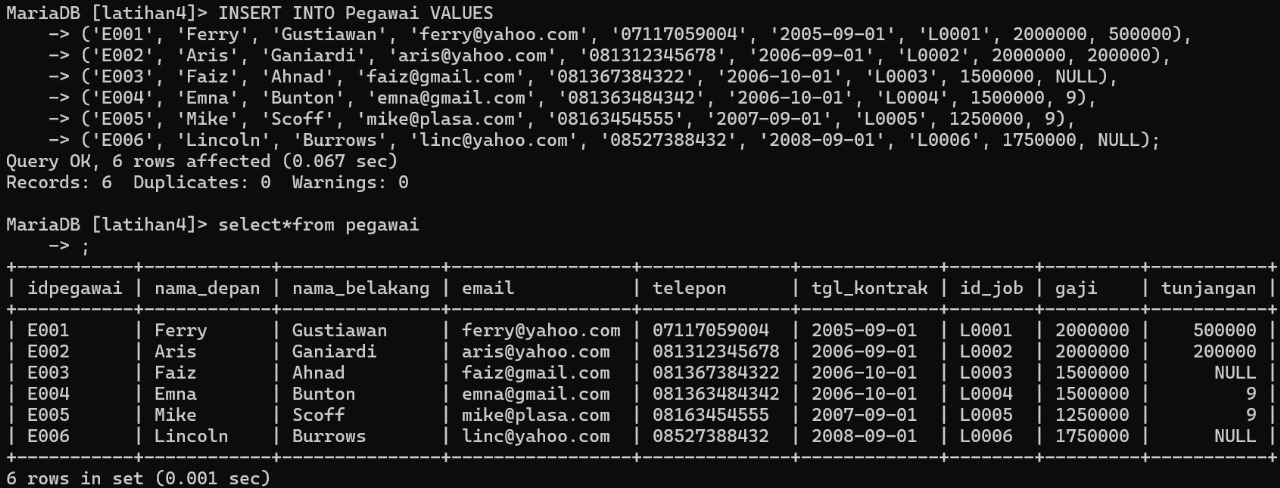 MariaDB [latihan4]> INSERT INTO Pegawai VALUES
    -> ('E001', 'Ferry', 'Gustiawan', 'ferry@yahoo.com', '07117059004', '2005-09-01', 'L0001', 2000000, 500000),
    -> ('E002', 'Aris', 'Ganiardi', 'aris@yahoo.com', '081312345678', '2006-09-01', 'L0002', 2000000, 200000),
    -> ('E003', 'Faiz', 'Ahnad', 'faiz@gmail.com', '081367384322', '2006-10-01', 'L0003', 1500000, NULL),
    -> ('E004', 'Emna', 'Bunton', 'emna@gmail.com', '081363484342', '2006-10-01', 'L0004', 1500000, 9),
    -> ('E005', 'Mike', 'Scoff', 'mike@plasa.com', '08163454555', '2007-09-01', 'L0005', 1250000, 9),
    -> ('E006', 'Lincoln', 'Burrows', 'linc@yahoo.com', '08527388432', '2008-09-01', 'L0006', 1750000, NULL);
Query OK, 6 rows affected (0.067 sec)
Records: 6  Duplicates: 0  Warnings: 0

MariaDB [latihan4]> select*from pegawai
    -> ;
+-----------+------------+---------------+-----------------+--------------+-------------+--------+---------+-----------+
| idpegawai | nama_depan | nama_belakang | email           | telepon      | tgl_kontrak | id_job | gaji    | tunjangan |
+-----------+------------+---------------+-----------------+--------------+-------------+--------+---------+-----------+
| E001      | Ferry      | Gustiawan     | ferry@yahoo.com | 07117059004  | 2005-09-01  | L0001  | 2000000 |    500000 |
| E002      | Aris       | Ganiardi      | aris@yahoo.com  | 081312345678 | 2006-09-01  | L0002  | 2000000 |    200000 |
| E003      | Faiz       | Ahnad         | faiz@gmail.com  | 081367384322 | 2006-10-01  | L0003  | 1500000 |      NULL |
| E004      | Emna       | Bunton        | emna@gmail.com  | 081363484342 | 2006-10-01  | L0004  | 1500000 |         9 |
| E005      | Mike       | Scoff         | mike@plasa.com  | 08163454555  | 2007-09-01  | L0005  | 1250000 |         9 |
| E006      | Lincoln    | Burrows       | linc@yahoo.com  | 08527388432  | 2008-09-01  | L0006  | 1750000 |      NULL |
+-----------+------------+---------------+-----------------+--------------+-------------+--------+---------+-----------+
6 rows in set (0.001 sec)